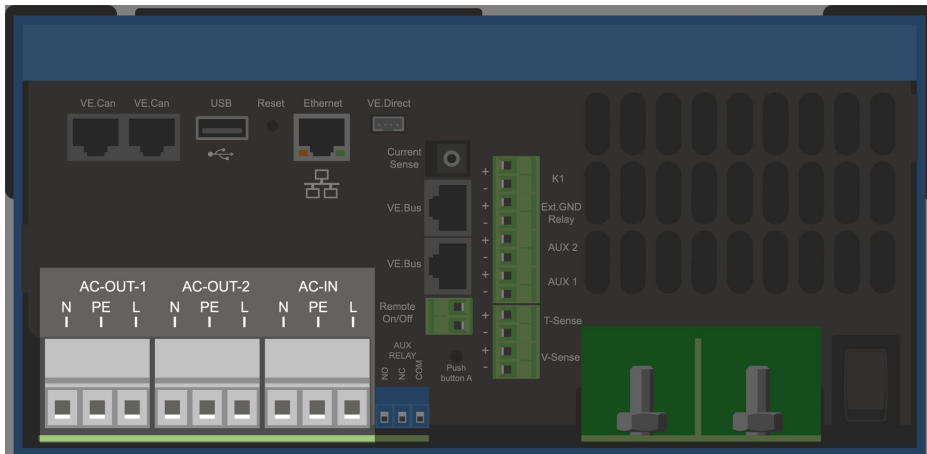 VE.Can VE.Can USB Reset Ethernet VE.Direct
Current
Sense
VE.Bus
VE.Bus
Remote
On/Off
AUX
RELAY
NO NC COM
Push
button A
+
-
+
-
+
-
+
-
+
-
+
-
K1
Ext.GND
Relay
AUX 2
AUX 1
T-Sense
V-Sense
AC-OUT-1 AC-OUT-2 AC-IN
N PE L N PE L N PE L